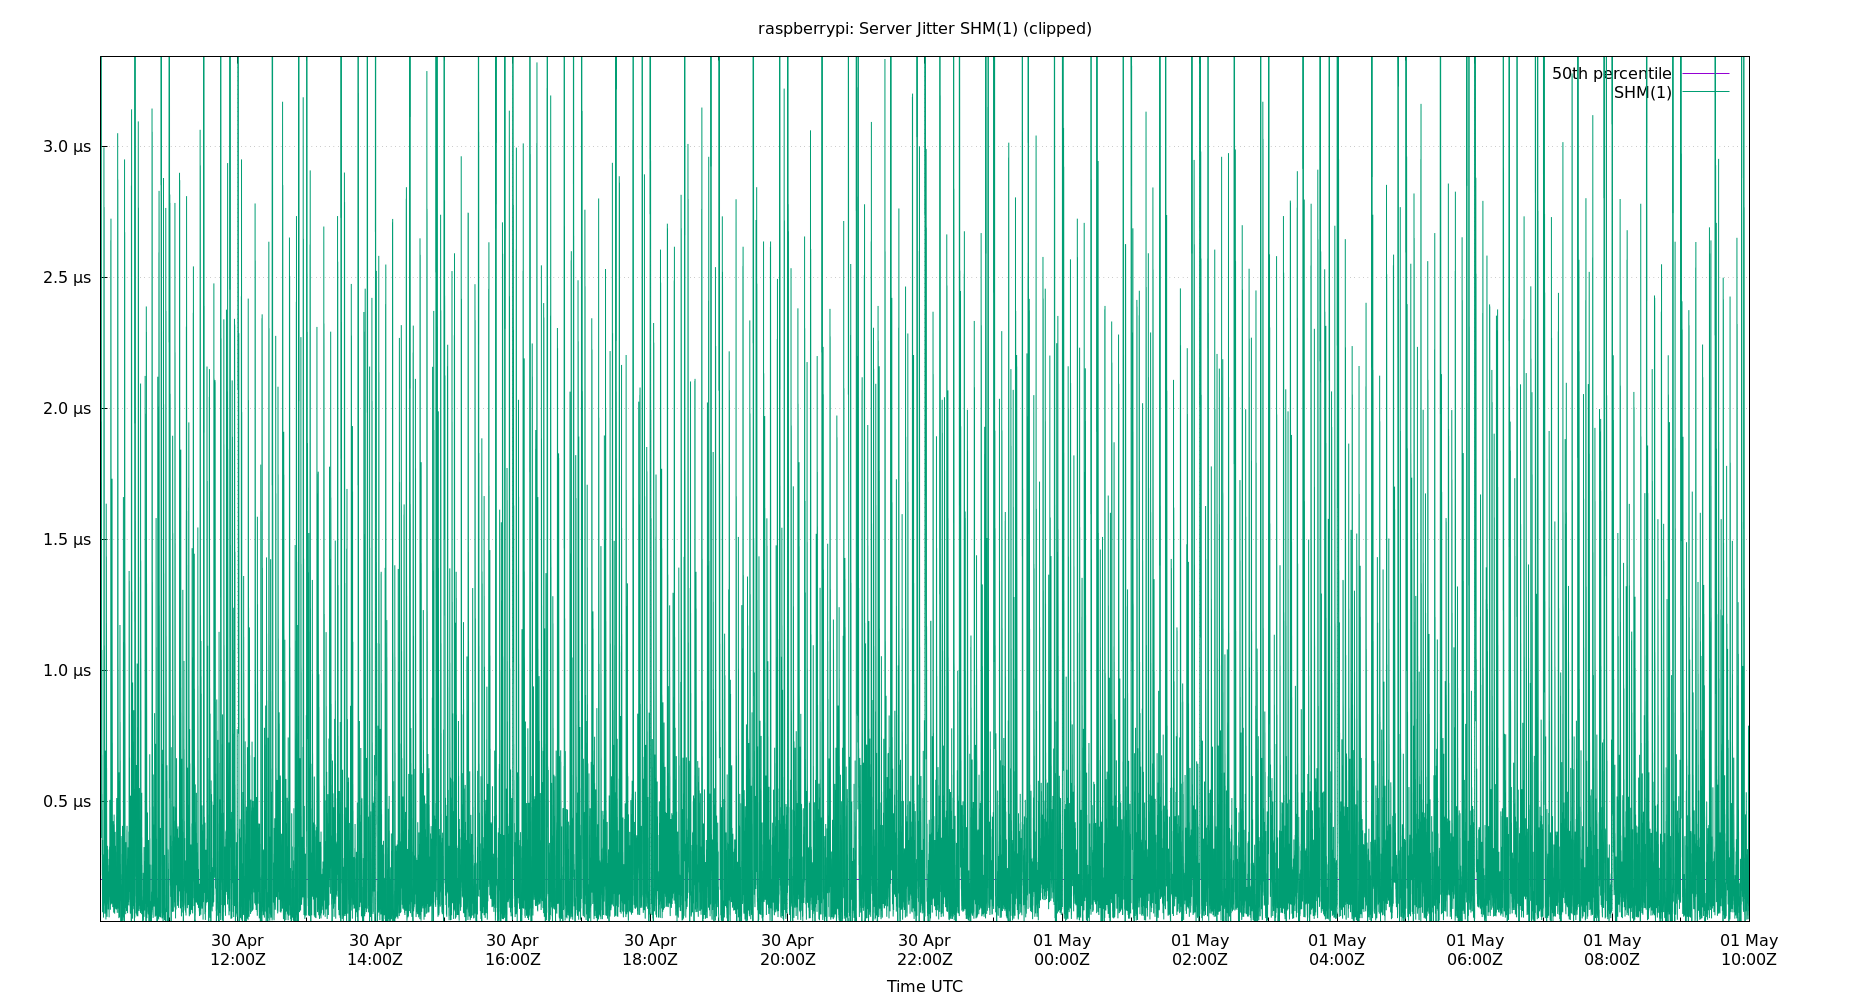 raspberrypi: Server Jitter SHM(1) (clipped)
50th percentile
SHM(1)
3.0 µs
2.5 µs
2.0 µs
1.5 µs
1.0 µs
0.5 µs
30 Apr 30 Apr 30 Apr 30 Apr 30 Apr 30 Apr 01 May 01 May 01 May 01 May 01 May 01 May
12:00Z 14:00Z 16:00Z 18:00Z 20:00Z 22:00Z 00:00Z 02:00Z 04:00Z 06:00Z 08:00Z 10:00Z
Time UTC